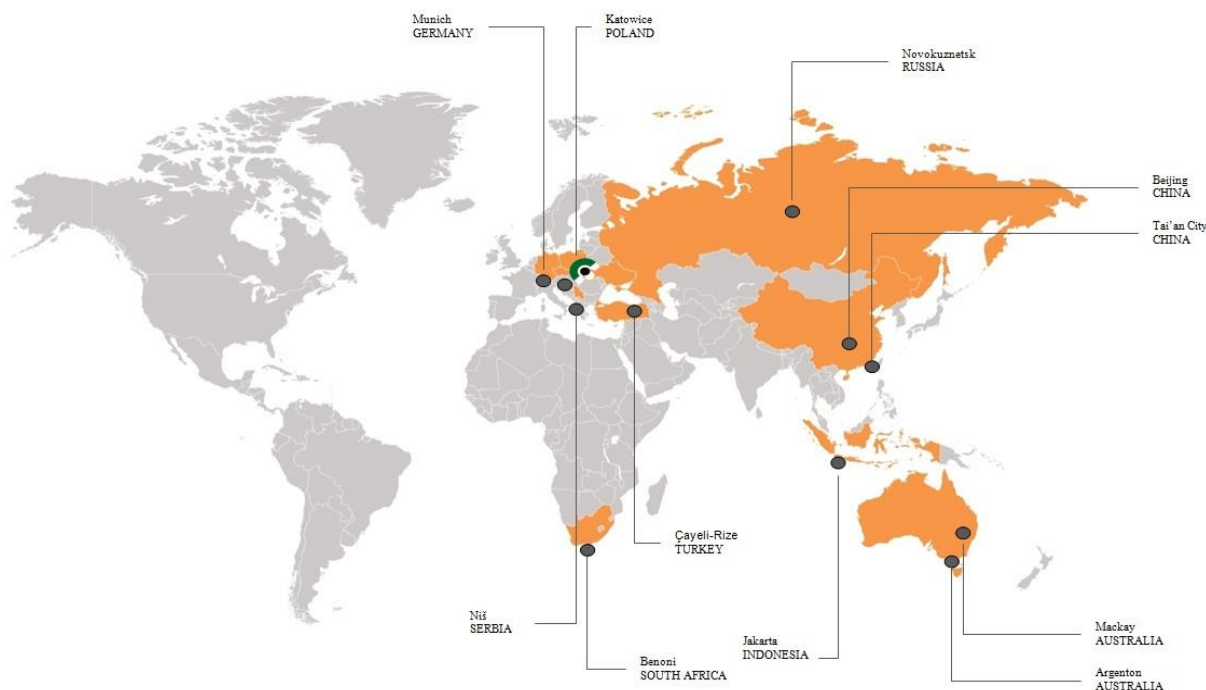 Munich
GERMANY
Katowice
POLAND
Novokuznetsk
RUSSIA
Beijing
CHINA
Tai'an City
CHINA
Çayeli-Rize
TURKEY
Niš
SERBIA
Benoni
SOUTH AFRICA
Jakarta
INDONESIA
Mackay
AUSTRALIA
Argenton
AUSTRALIA